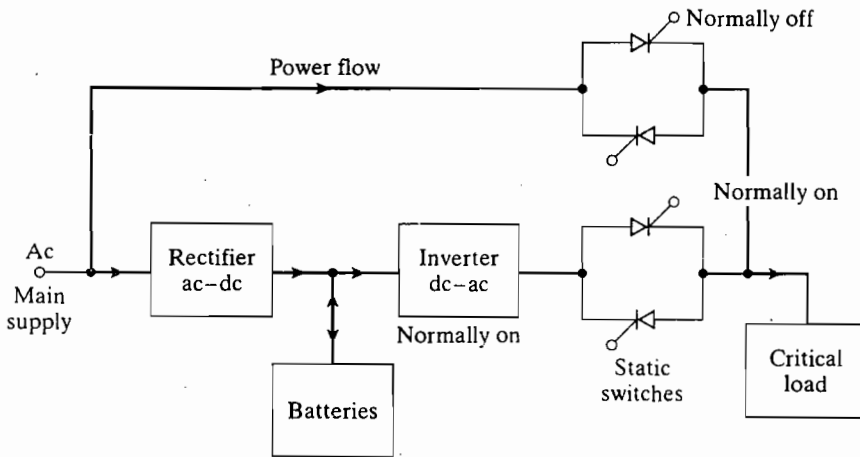 Normally off
Power flow
Normally on
Ac
Main
supply
Rectifier
ac–dc
Inverter
dc–ac
Normally on
Static
switches
Critical
load
Batteries